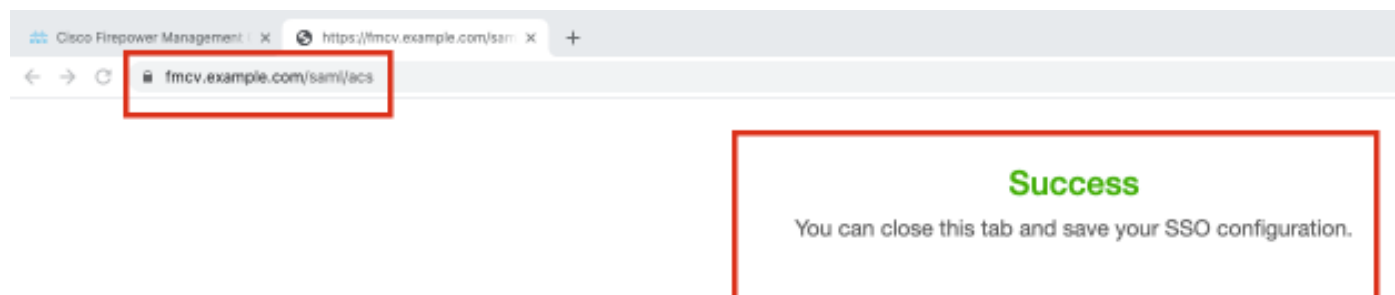 Cisco Firepower Management
https://fmcv.example.com/sam
fmcv.example.com/saml/acs
Success
You can close this tab and save your SSO configuration.